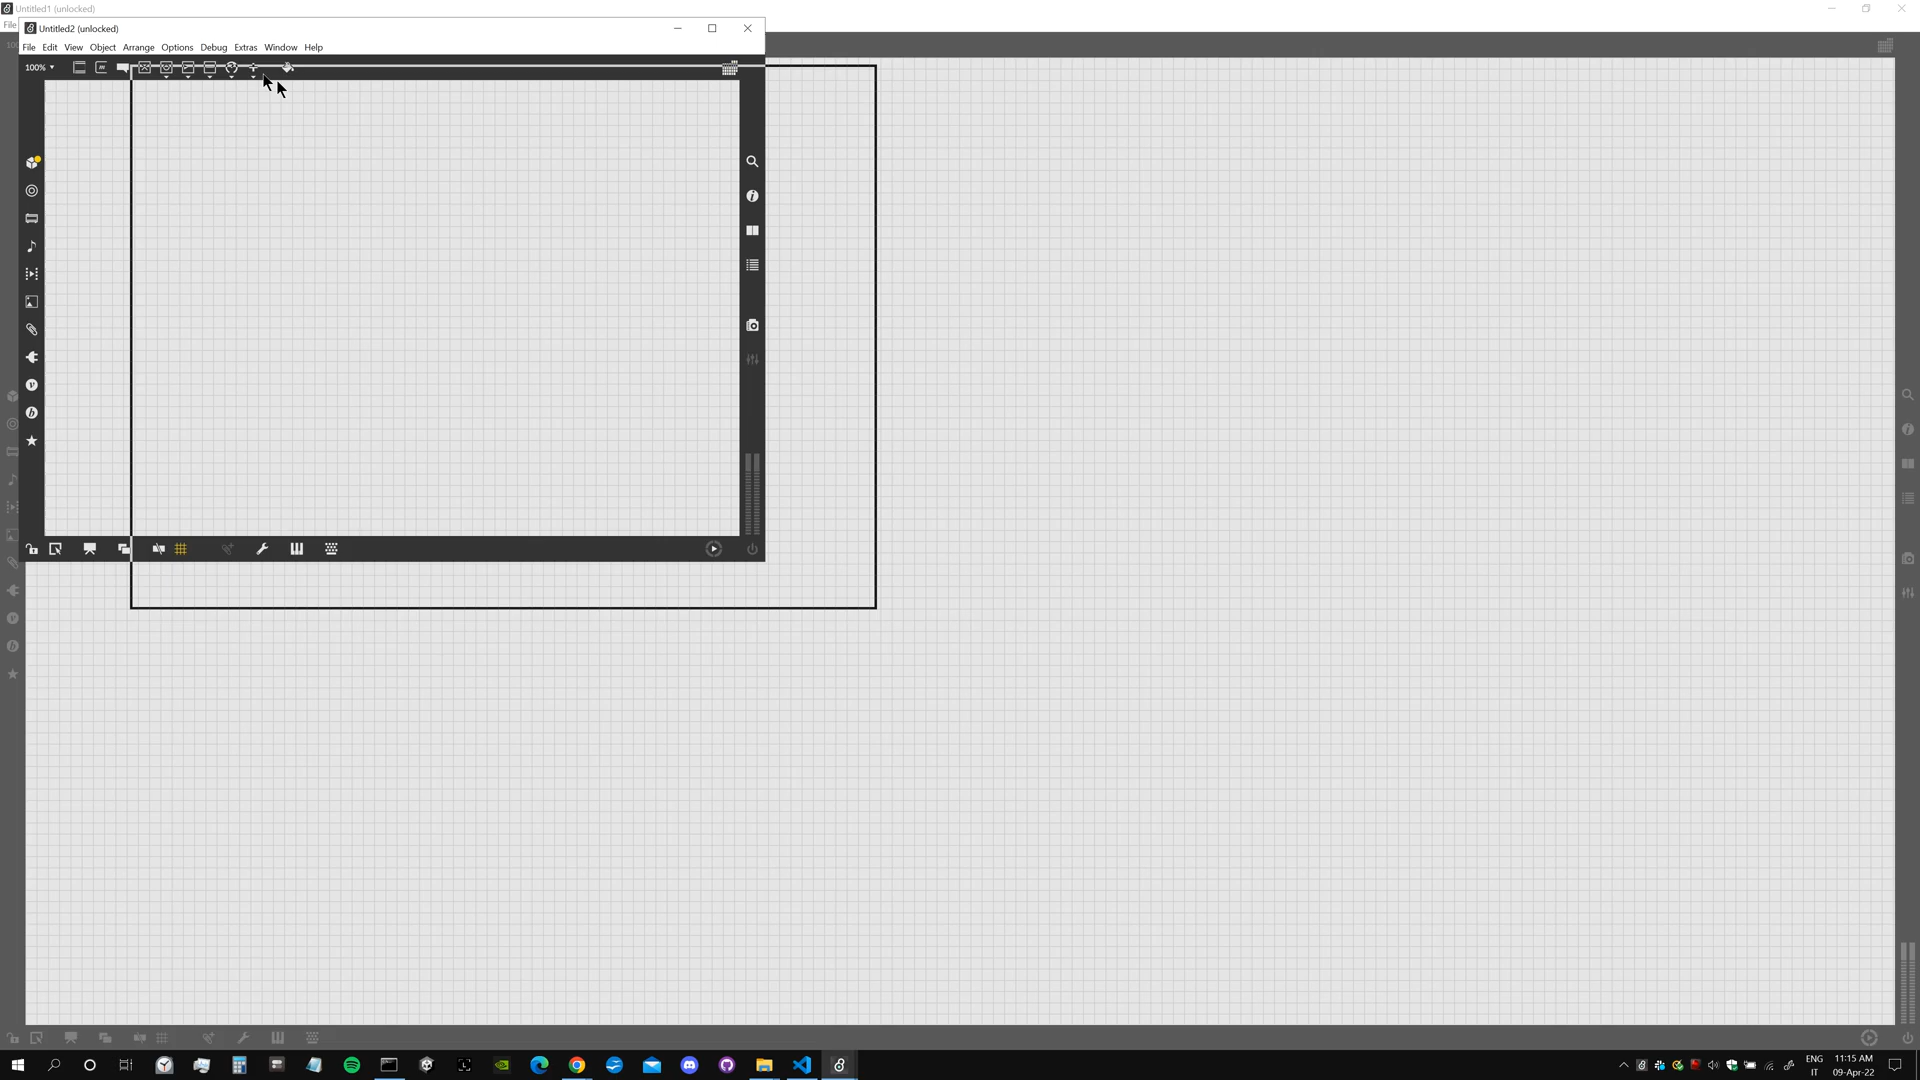 Untitled1 (unlocked)
File
Untitled2 (unlocked)
File Edit View Object Arrange Options Debug Extras Window Help
100%
ENG
IT
11:15 AM
09-Apr-22